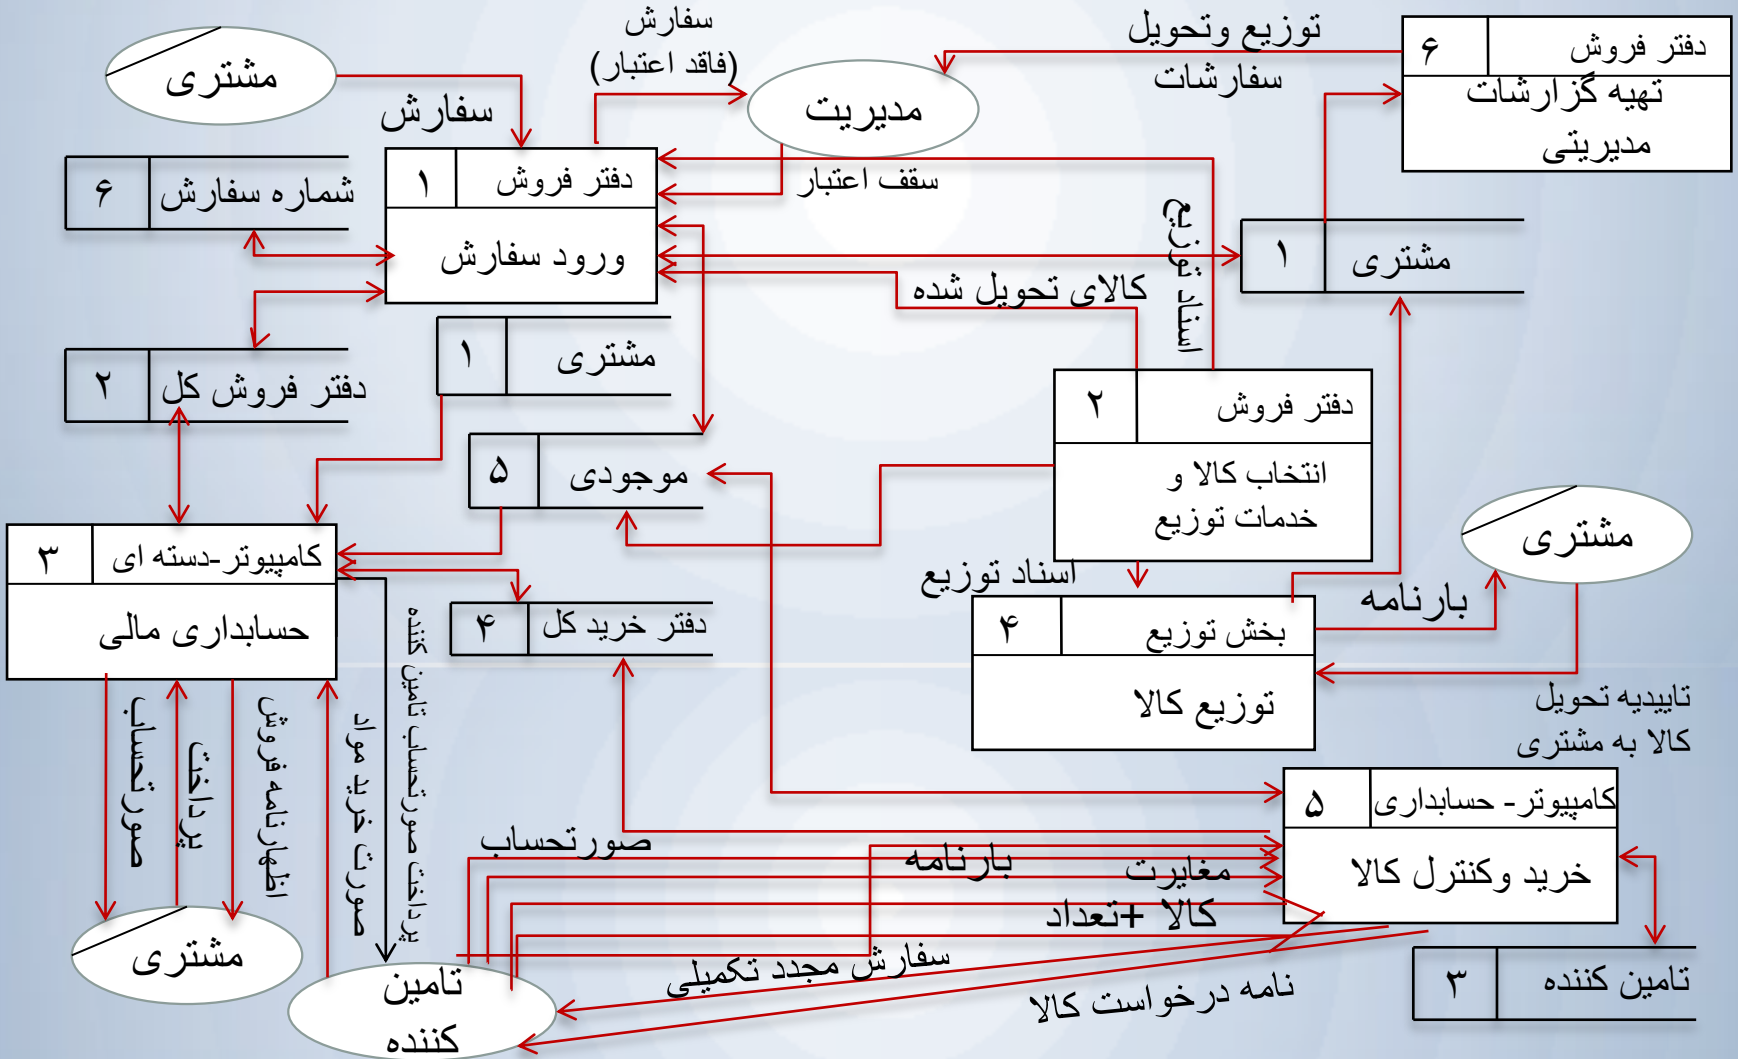 سفارش
(فاقد اعتبار)
توزیع وتحویل
سفارشات
۶
دفتر فروش
تهیه گزارشات
مدیریتی
مشتری
مدیریت
سفارش
۱
دفتر فروش
ورود سفارش
سقف اعتبار
شماره سفارش
۶
اسناد توزیع
مشتری
۱
کالای تحویل شده
مشتری
۱
دفتر فروش کل
۲
۲
دفتر فروش
انتخاب کالا و
خدمات توزیع
موجودی
۵
مشتری
۳
کامپیوتر-دسته ای
حسابداری مالی
اسناد توزیع
بارنامه
دفتر خرید کل
۴
۴
بخش توزیع
توزیع کالا
تاییدیه تحویل
کالا به مشتری
صورتحساب
پرداخت
اظهارنامه فروش
صورت خرید مواد
پرداخت صورتحساب تامین کننده
۵
کامپیوتر- حسابداری
خرید وکنترل کالا
صورتحساب
بارنامه
مغایرت
کالا +تعداد
سفارش مجدد تکمیلی
نامه درخواست کالا
مشتری
تامین
کننده
تامین کننده
۳